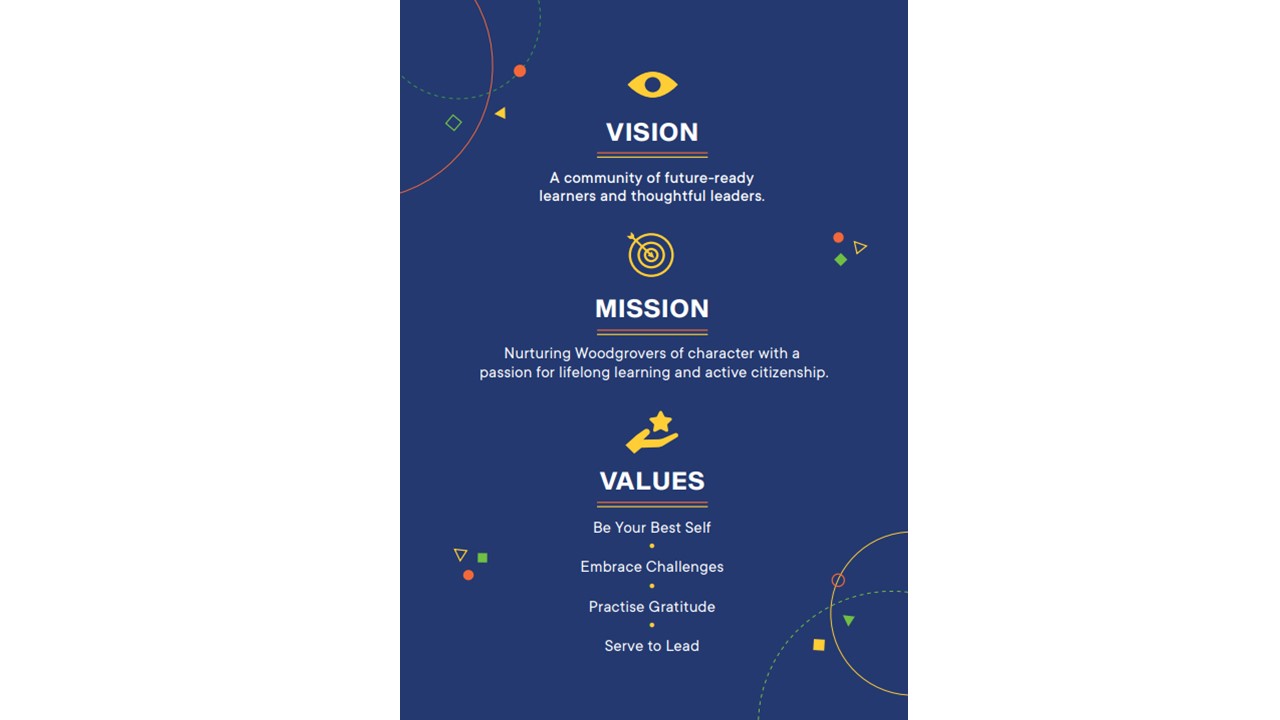 VISION
A community of future-ready
learners and thoughtful leaders.
MISSION
Nurturing Woodgrovers of character with a
passion for lifelong learning and active citizenship.
VALUES
Be Your Best Self
Embrace Challenges
Practise Gratitude
Serve to Lead